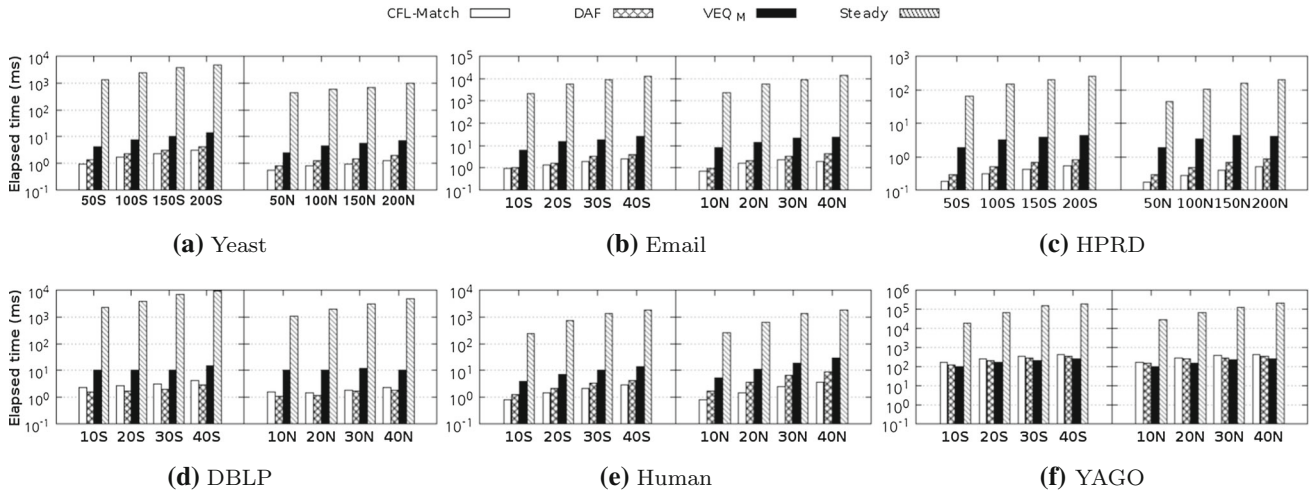 CFL-Match DAF VEQ M Steady
Elapsed time (ms)
10^4
10^3
10^2
10^1
10^0
10^-1
50S 100S 150S 200S 50N 100N 150N 200N
(a) Yeast
10^5
10^4
10^3
10^2
10^1
10^0
10^-1
10S 20S 30S 40S 10N 20N 30N 40N
(b) Email
10^3
10^2
10^1
10^0
10^-1
50S 100S 150S 200S 50N 100N 150N 200N
(c) HPRD
Elapsed time (ms)
10^4
10^3
10^2
10^1
10^0
10^-1
10S 20S 30S 40S 10N 20N 30N 40N
(d) DBLP
10^4
10^3
10^2
10^1
10^0
10^-1
10S 20S 30S 40S 10N 20N 30N 40N
(e) Human
10^6
10^5
10^4
10^3
10^2
10^1
10^0
10^-1
10S 20S 30S 40S 10N 20N 30N 40N
(f) YAGO